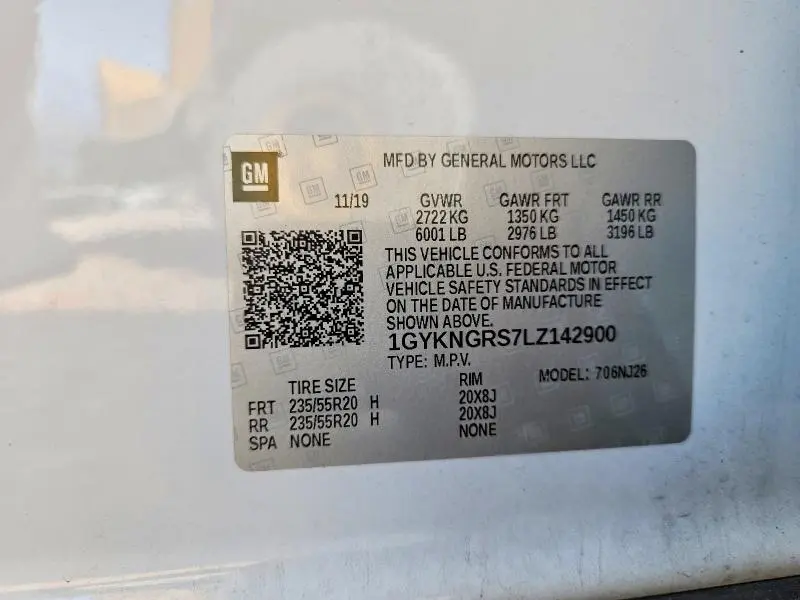 GM
MFD BY GENERAL MOTORS LLC
11/19 GVWR GAWR FRT GAWR RR
2722 KG 1350 KG 1450 KG
6001 LB 2976 LB 3196 LB
THIS VEHICLE CONFORMS TO ALL
APPLICABLE U.S. FEDERAL MOTOR
VEHICLE SAFETY STANDARDS IN EFFECT
ON THE DATE OF MANUFACTURE
SHOWN ABOVE.
1GYKNGRS7LZ142900
TYPE: M.P.V.
TIRE SIZE RIM MODEL: 706NJ26
FRT 235/55R20 H 20X8J
RR 235/55R20 H 20X8J
SPA NONE NONE